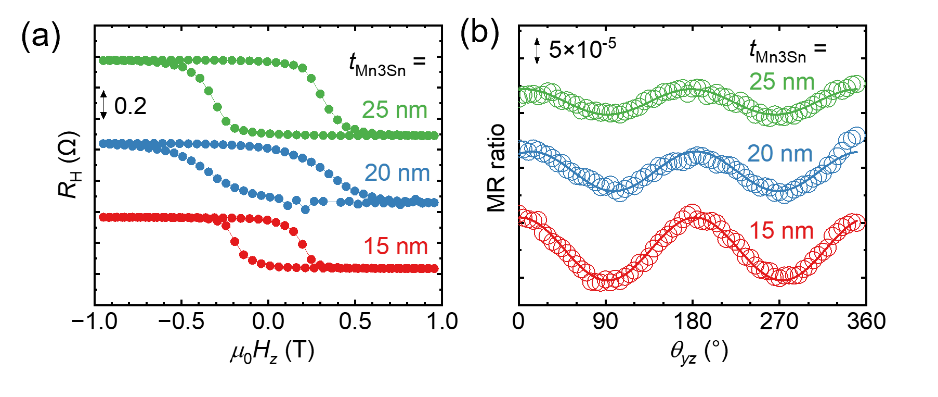 (a)
t_Mn3Sn =
25 nm
0.2
20 nm
15 nm
R_H (Ω)
−1.0 −0.5 0.0 0.5 1.0
μ₀H_z (T)
(b)
5×10⁻⁵
t_Mn3Sn =
25 nm
20 nm
15 nm
MR ratio
0 90 180 270 360
θ_yz (°)